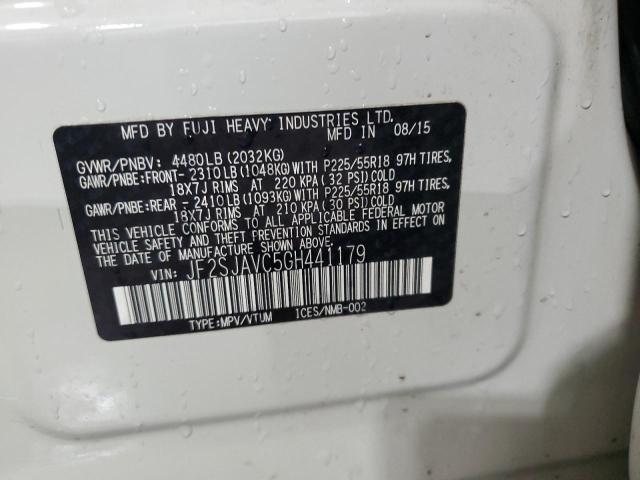 MFD BY FUJI HEAVY INDUSTRIES LTD.
MFD IN 08/15
GVWR/PNBV: 4480LB (2032KG)
GAWR/PNBE:FRONT- 2310LB (1048KG) WITH P225/55R18 97H TIRES,
18X7J RIMS AT 220 KPA (32 PSI) COLD
GAWR/PNBE:REAR - 2410LB (1093KG) WITH P225/55R18 97H TIRES,
18X7J RIMS AT 210 KPA (30 PSI) COLD
THIS VEHICLE CONFORMS TO ALL APPLICABLE FEDERAL MOTOR
VEHICLE SAFETY AND THEFT PREVENTION STANDARDS IN EFFECT ON
THE DATE OF MANUFACTURE SHOWN ABOVE.
VIN: JF2SJAVC5GH441179
TYPE:MPV/VTUM ICES/NMB-002